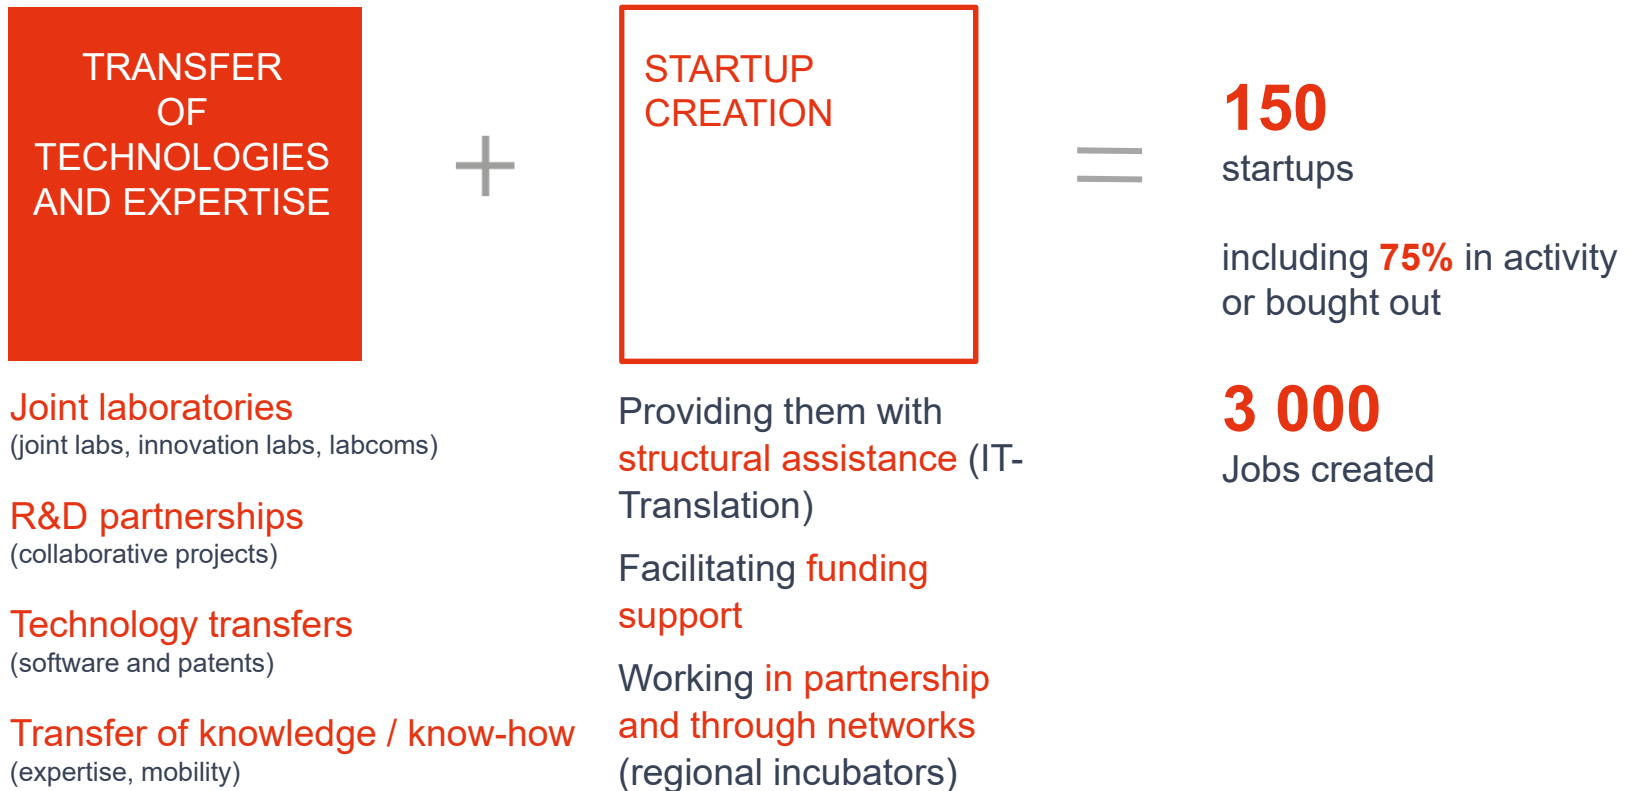 TRANSFER
OF
TECHNOLOGIES
AND EXPERTISE
Joint laboratories
(joint labs, innovation labs, labcoms)
R&D partnerships
(collaborative projects)
Technology transfers
(software and patents)
Transfer of knowledge / know-how
(expertise, mobility)
+
STARTUP
CREATION
Providing them with
structural assistance (IT-
Translation)
Facilitating funding
support
Working in partnership
and through networks
(regional incubators)
=
150
startups
including 75% in activity
or bought out
3 000
Jobs created